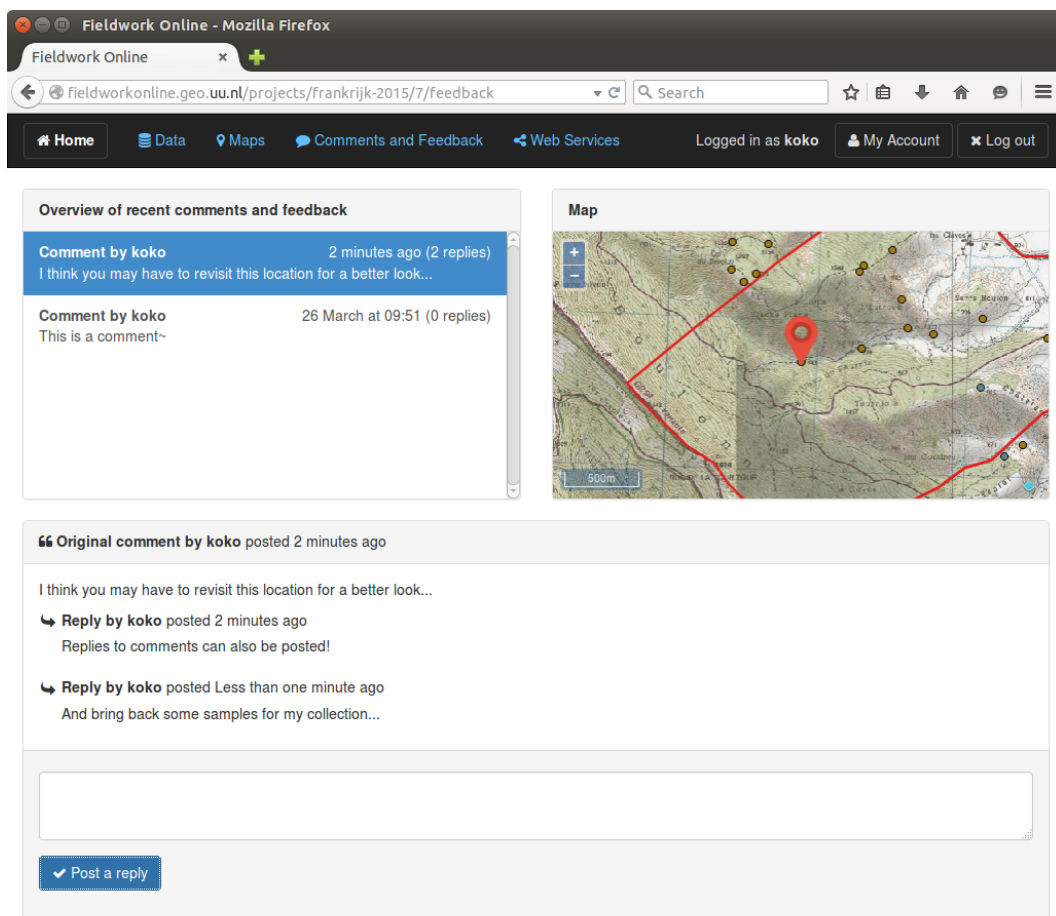 Fieldwork Online - Mozilla Firefox
Fieldwork Online
fieldworkonline.geo.uu.nl/projects/frankrijk-2015/7/feedback
Search
Home Data Maps Comments and Feedback Web Services Logged in as koko My Account Log out
Overview of recent comments and feedback
Comment by koko 2 minutes ago (2 replies)
I think you may have to revisit this location for a better look...
Comment by koko 26 March at 09:51 (0 replies)
This is a comment~
Map
+
−
500m
Original comment by koko posted 2 minutes ago
I think you may have to revisit this location for a better look...
Reply by koko posted 2 minutes ago
Replies to comments can also be posted!
Reply by koko posted Less than one minute ago
And bring back some samples for my collection...
Post a reply